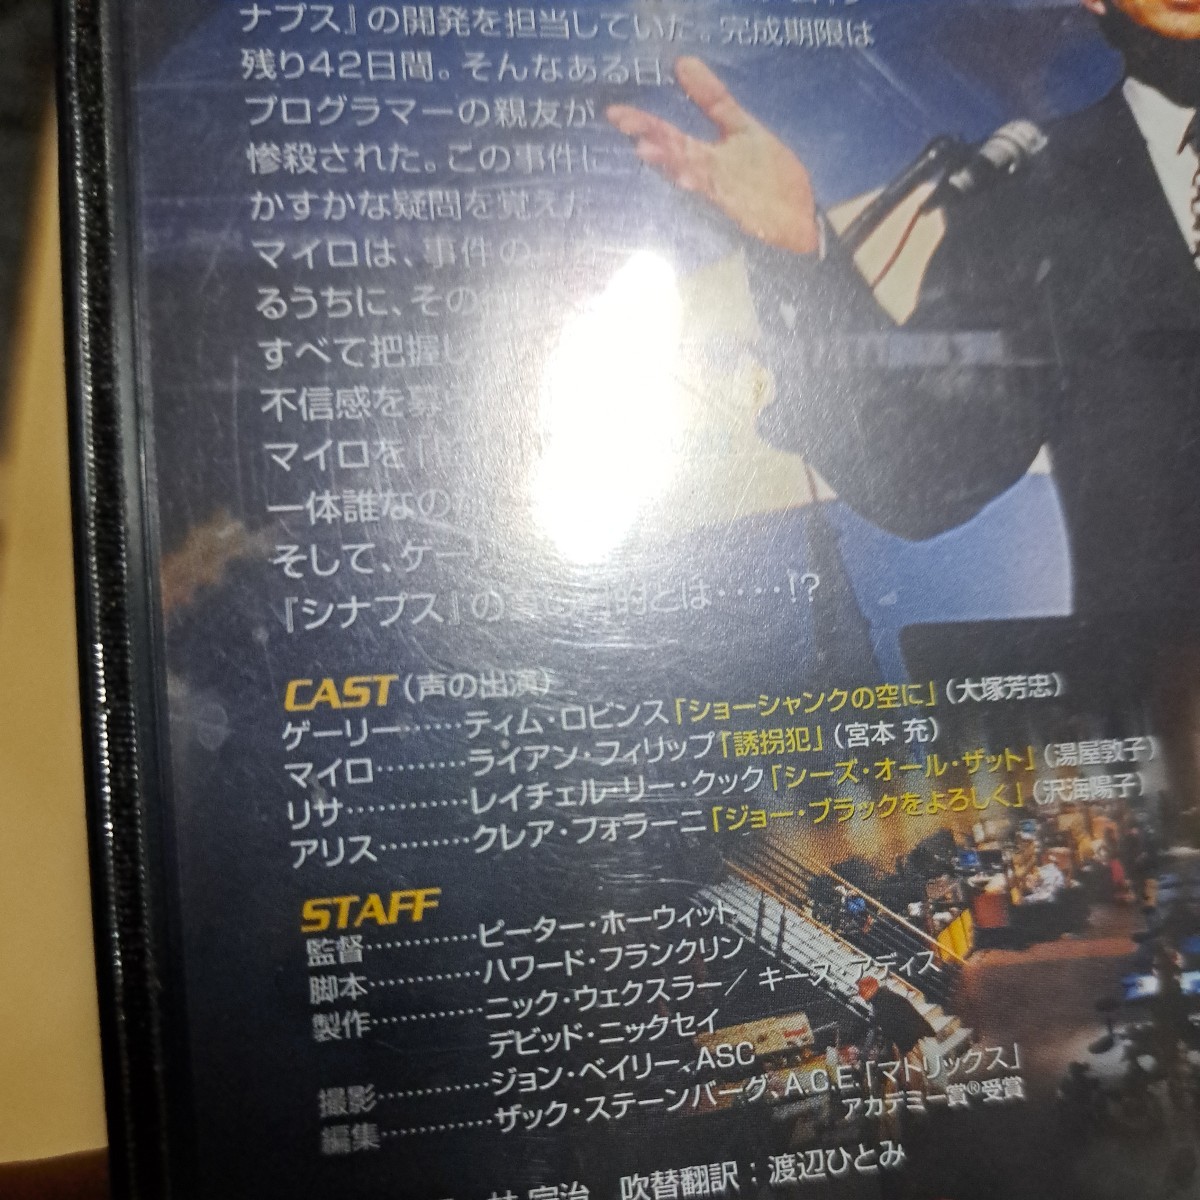 ナプス』の開発を担当していた。完成期限は
残り42日間。そんなある日、
プログラマーの親友が
惨殺された。この事件に
かすかな疑問を覚えた
マイロは、事件の
るうちに、その
すべて把握し
不信感を募
マイロを
一体誰なのか
そして、ゲー
『シナプス』の 目的とは‥‥!?
CAST(声の出演)
ゲーリー……ティム・ロビンス「ショーシャンクの空に」(大塚芳忠)
マイロ………ライアン・フィリップ「誘拐犯」(宮本 充)
リサ…………レイチェル・リー・クック「シーズ・オール・ザット」(湯屋敦子)
アリス………クレア・フォラーニ「ジョー・ブラックをよろしく」(沢海陽子)
STAFF
監督…………ピーター・ホーウィット
脚本…………ハワード・フランクリン
製作…………ニック・ウェクスラー/キース・アディス
デビッド・ニックセイ
撮影…………ジョン・ベイリー、ASC
編集…………ザック・ステーンバーグ、A.C.E.「マトリックス」
アカデミー賞®受賞
宗治 吹替翻訳:渡辺ひとみ